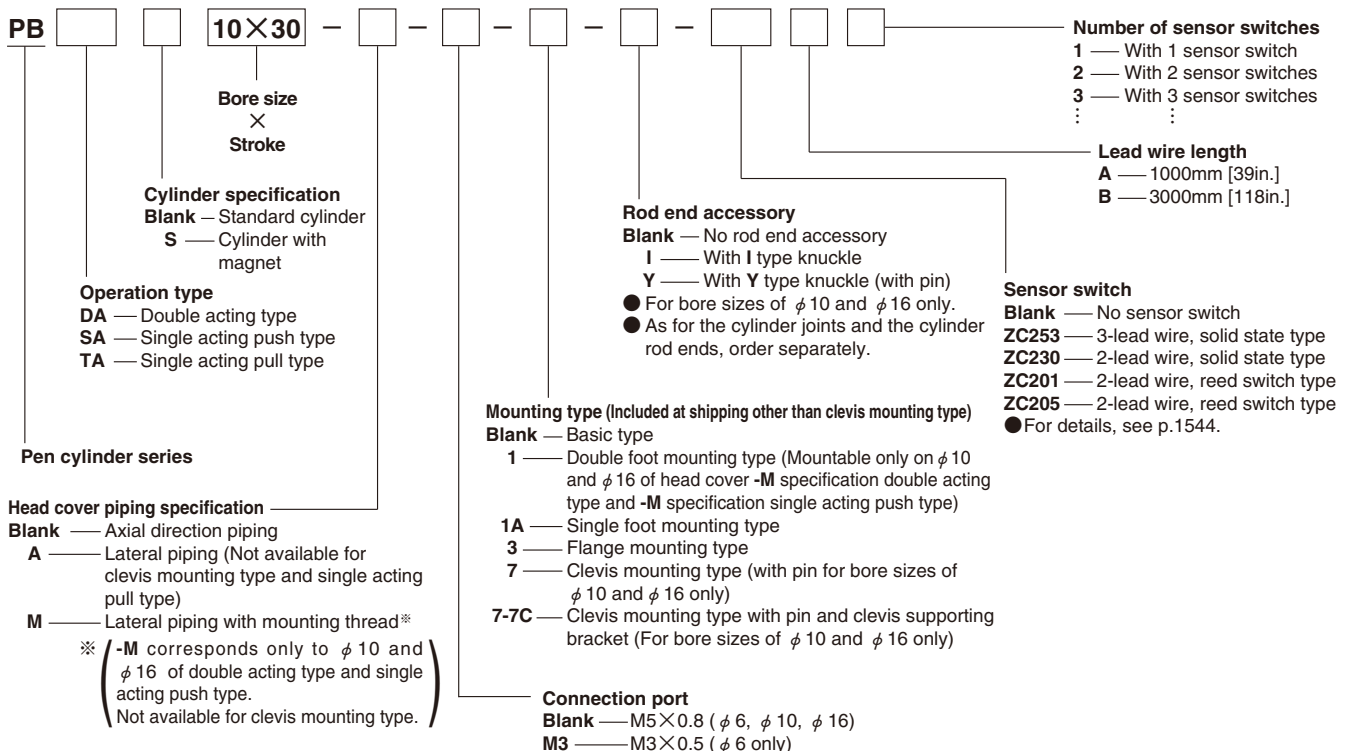 PB 10×30 − − − − −
Bore size
×
Stroke
Cylinder specification
Blank — Standard cylinder
S — Cylinder with
magnet
Operation type
DA — Double acting type
SA — Single acting push type
TA — Single acting pull type
Pen cylinder series
Head cover piping specification
Blank — Axial direction piping
A — Lateral piping (Not available for
clevis mounting type and single acting
pull type)
M — Lateral piping with mounting thread※
※ -M corresponds only to φ10 and
φ16 of double acting type and single
acting push type.
Not available for clevis mounting type.
Connection port
Blank — M5×0.8 (φ6, φ10, φ16)
M3 — M3×0.5 (φ6 only)
Mounting type (Included at shipping other than clevis mounting type)
Blank — Basic type
1 — Double foot mounting type (Mountable only on φ10
and φ16 of head cover -M specification double acting
type and -M specification single acting push type)
1A — Single foot mounting type
3 — Flange mounting type
7 — Clevis mounting type (with pin for bore sizes of
φ10 and φ16 only)
7-7C — Clevis mounting type with pin and clevis supporting
bracket (For bore sizes of φ10 and φ16 only)
Rod end accessory
Blank — No rod end accessory
I — With I type knuckle
Y — With Y type knuckle (with pin)
● For bore sizes of φ10 and φ16 only.
● As for the cylinder joints and the cylinder
rod ends, order separately.
Sensor switch
Blank — No sensor switch
ZC253 — 3-lead wire, solid state type
ZC230 — 2-lead wire, solid state type
ZC201 — 2-lead wire, reed switch type
ZC205 — 2-lead wire, reed switch type
● For details, see p.1544.
Lead wire length
A — 1000mm [39in.]
B — 3000mm [118in.]
Number of sensor switches
1 — With 1 sensor switch
2 — With 2 sensor switches
3 — With 3 sensor switches
⋮ ⋮